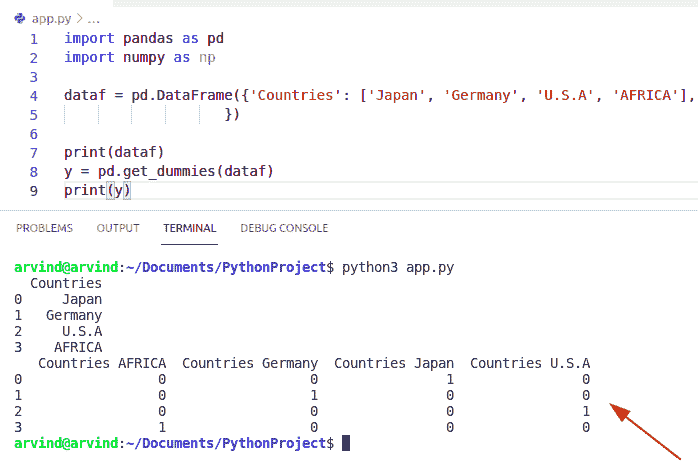 app.py > ...
1 import pandas as pd
2 import numpy as np
3
4 dataf = pd.DataFrame({'Countries': ['Japan', 'Germany', 'U.S.A', 'AFRICA'],
5 })
6
7 print(dataf)
8 y = pd.get_dummies(dataf)
9 print(y)
PROBLEMS OUTPUT TERMINAL DEBUG CONSOLE
arvind@arvind:~/Documents/PythonProject$ python3 app.py
Countries
0 Japan
1 Germany
2 U.S.A
3 AFRICA
Countries AFRICA Countries Germany Countries Japan Countries U.S.A
0 0 0 1 0
1 0 1 0 0
2 0 0 0 1
3 1 0 0 0
arvind@arvind:~/Documents/PythonProject$